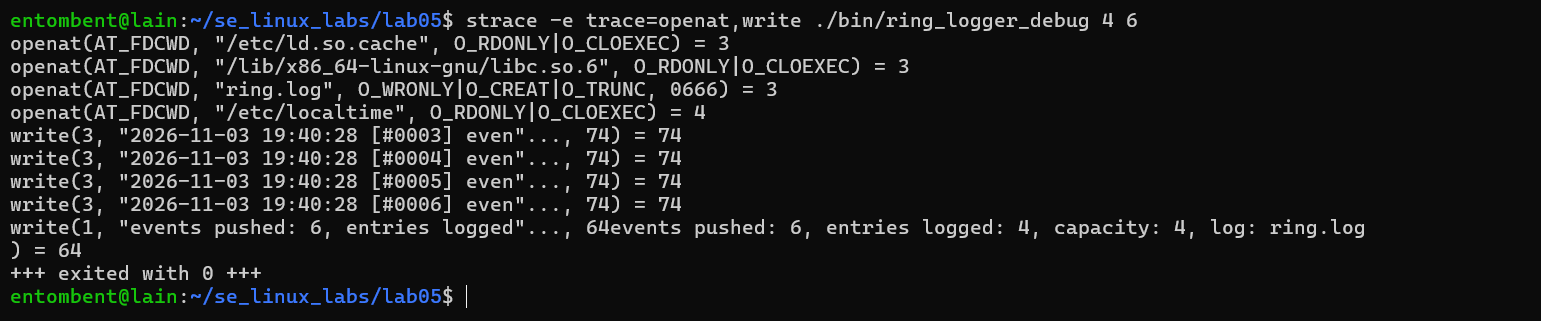 entombent@lain:~/se_linux_labs/lab05$ strace -e trace=openat,write ./bin/ring_logger_debug 4 6
openat(AT_FDCWD, "/etc/ld.so.cache", O_RDONLY|O_CLOEXEC) = 3
openat(AT_FDCWD, "/lib/x86_64-linux-gnu/libc.so.6", O_RDONLY|O_CLOEXEC) = 3
openat(AT_FDCWD, "ring.log", O_WRONLY|O_CREAT|O_TRUNC, 0666) = 3
openat(AT_FDCWD, "/etc/localtime", O_RDONLY|O_CLOEXEC) = 4
write(3, "2026-11-03 19:40:28 [#0003] even"..., 74) = 74
write(3, "2026-11-03 19:40:28 [#0004] even"..., 74) = 74
write(3, "2026-11-03 19:40:28 [#0005] even"..., 74) = 74
write(3, "2026-11-03 19:40:28 [#0006] even"..., 74) = 74
write(1, "events pushed: 6, entries logged"..., 64events pushed: 6, entries logged: 4, capacity: 4, log: ring.log
) = 64
+++ exited with 0 +++
entombent@lain:~/se_linux_labs/lab05$